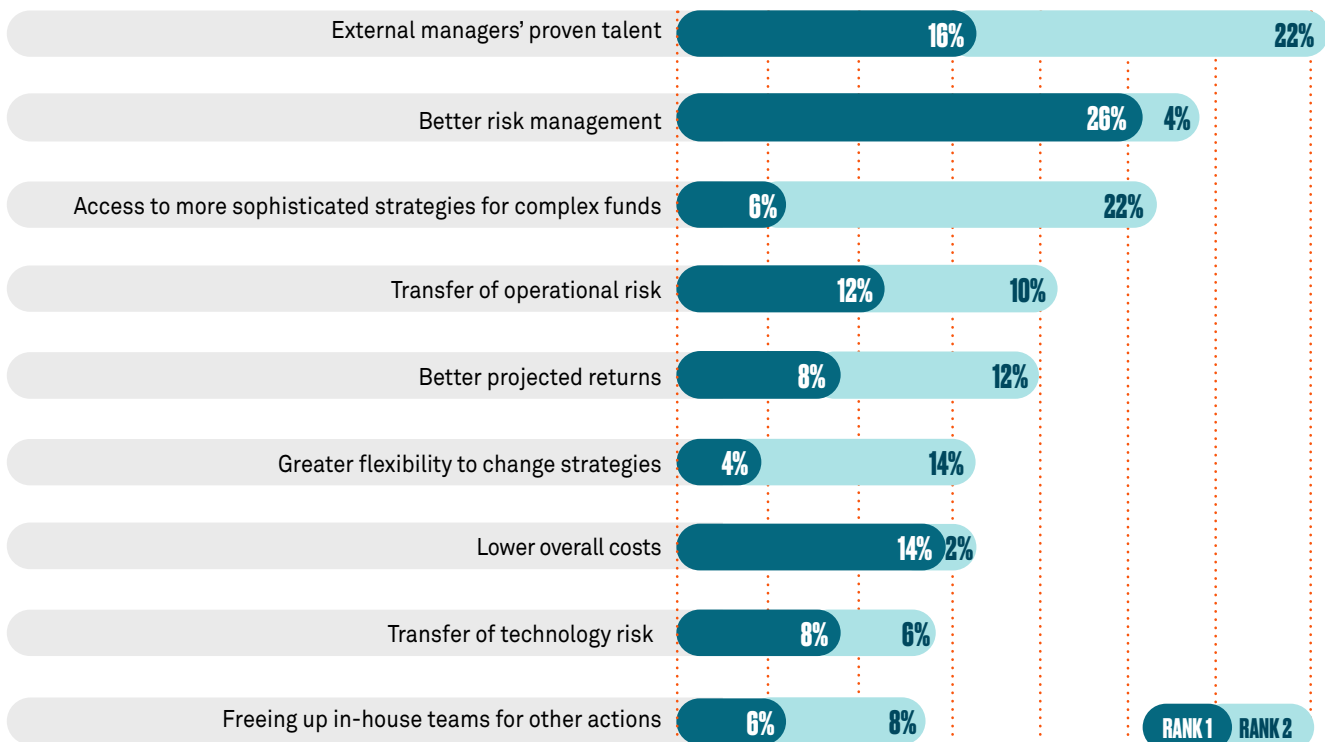 External managers’ proven talent 16% 22%
Better risk management 26% 4%
Access to more sophisticated strategies for complex funds 6% 22%
Transfer of operational risk 12% 10%
Better projected returns 8% 12%
Greater flexibility to change strategies 4% 14%
Lower overall costs 14% 2%
Transfer of technology risk 8% 6%
Freeing up in-house teams for other actions 6% 8%
RANK 1 RANK 2